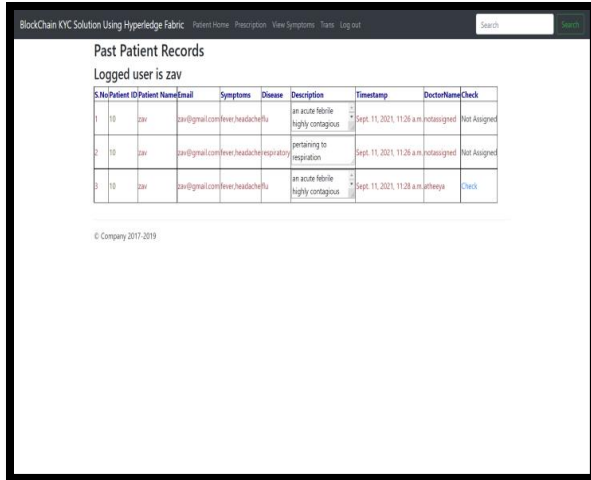 BlockChain KYC Solution Using Hyperledge Fabric Patient Home Prescription View Symptoms Trans Log out Search Search
Past Patient Records
Logged user is zav
S.No Patient ID Patient Name Email Symptoms Disease Description Timestamp DoctorName Check
1 10 zav zav@gmail.com fever,headache flu an acute febrile highly contagious Sept. 11, 2021, 11:26 a.m. notassigned Not Assigned
2 10 zav zav@gmail.com fever,headache respiratory pertaining to respiration Sept. 11, 2021, 11:26 a.m. notassigned Not Assigned
3 10 zav zav@gmail.com fever,headache flu an acute febrile highly contagious Sept. 11, 2021, 11:28 a.m. atheeya Check
© Company 2017-2019